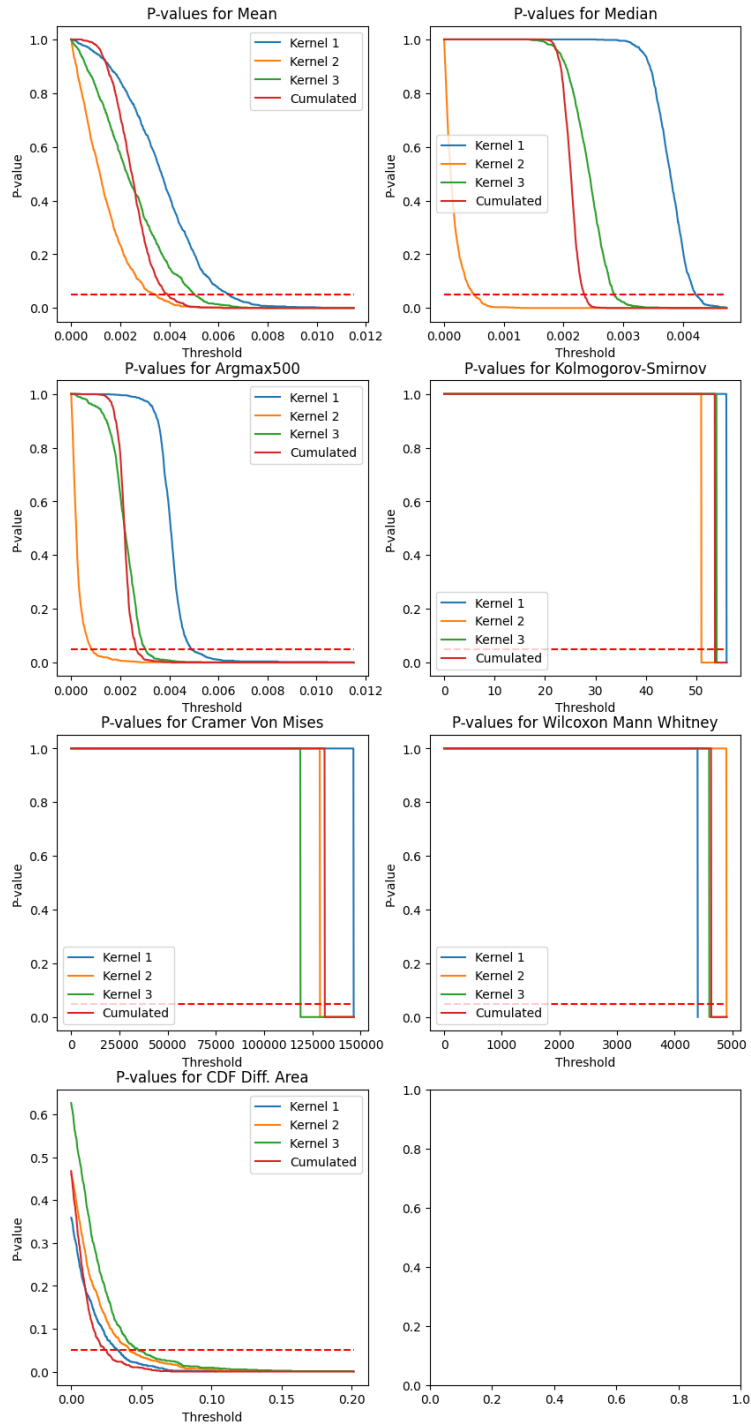 P-values for Mean
1.0
0.8
0.6
0.4
0.2
0.0
P-value
Kernel 1
Kernel 2
Kernel 3
Cumulated
0.000 0.002 0.004 0.006 0.008 0.010 0.012
Threshold
P-values for Median
1.0
0.8
0.6
0.4
0.2
0.0
P-value
Kernel 1
Kernel 2
Kernel 3
Cumulated
0.000 0.001 0.002 0.003 0.004
Threshold
P-values for Argmax500
1.0
0.8
0.6
0.4
0.2
0.0
P-value
Kernel 1
Kernel 2
Kernel 3
Cumulated
0.000 0.002 0.004 0.006 0.008 0.010 0.012
Threshold
P-values for Kolmogorov-Smirnov
1.0
0.8
0.6
0.4
0.2
0.0
P-value
Kernel 1
Kernel 2
Kernel 3
Cumulated
0 10 20 30 40 50
Threshold
P-values for Cramer Von Mises
1.0
0.8
0.6
0.4
0.2
0.0
P-value
Kernel 1
Kernel 2
Kernel 3
Cumulated
0 25000 50000 75000 100000 125000 150000
Threshold
P-values for Wilcoxon Mann Whitney
1.0
0.8
0.6
0.4
0.2
0.0
P-value
Kernel 1
Kernel 2
Kernel 3
Cumulated
0 1000 2000 3000 4000 5000
Threshold
P-values for CDF Diff. Area
0.6
0.5
0.4
0.3
0.2
0.1
0.0
P-value
Kernel 1
Kernel 2
Kernel 3
Cumulated
0.00 0.05 0.10 0.15 0.20
Threshold
1.0
0.8
0.6
0.4
0.2
0.0
0.0 0.2 0.4 0.6 0.8 1.0